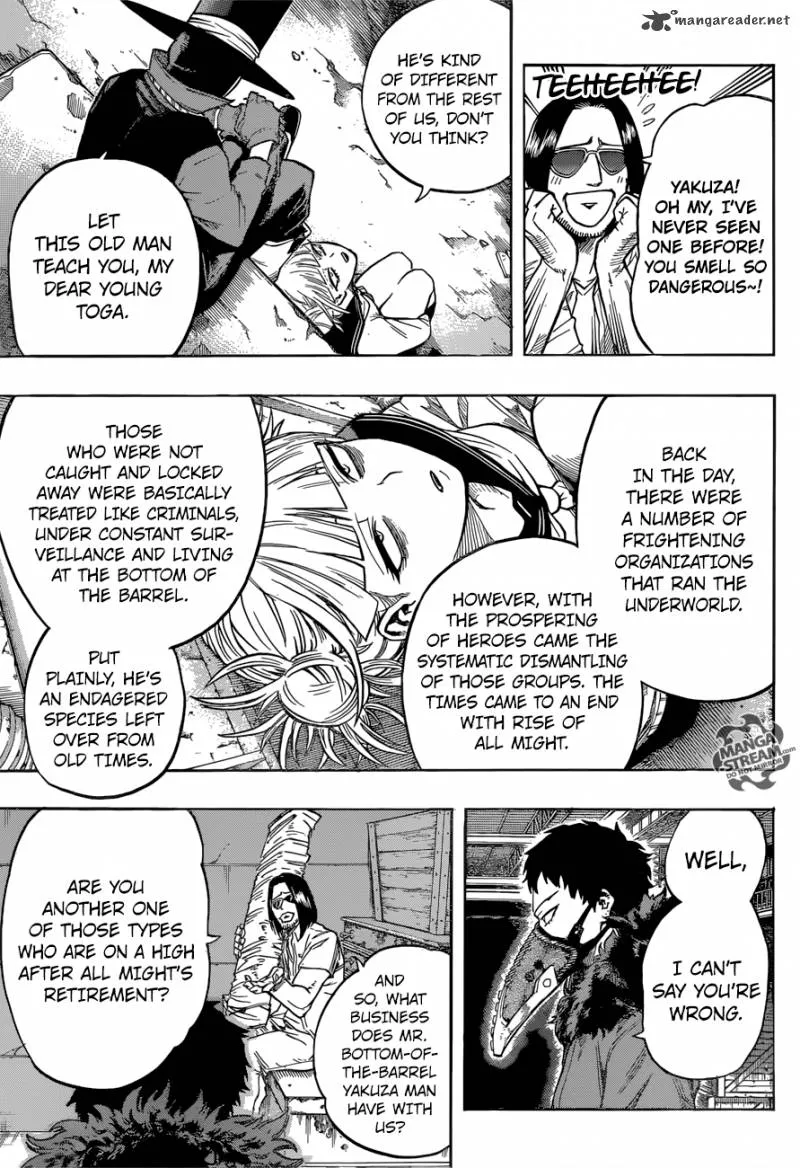 mangareader.net
TEEHEEHEE!
YAKUZA!
OH MY, I'VE
NEVER SEEN
ONE BEFORE!
YOU SMELL SO
DANGEROUS~!
HE'S KIND
OF DIFFERENT
FROM THE REST
OF US, DON'T
YOU THINK?
LET
THIS OLD MAN
TEACH YOU, MY
DEAR YOUNG
TOGA.
BACK
IN THE DAY,
THERE WERE
A NUMBER OF
FRIGHTENING
ORGANIZATIONS
THAT RAN THE
UNDERWORLD.
HOWEVER, WITH
THE PROSPERING
OF HEROES CAME THE
SYSTEMATIC DISMANTLING
OF THOSE GROUPS. THE
TIMES CAME TO AN END
WITH RISE OF
ALL MIGHT.
THOSE
WHO WERE NOT
CAUGHT AND LOCKED
AWAY WERE BASICALLY
TREATED LIKE CRIMINALS,
UNDER CONSTANT SUR-
VEILLANCE AND LIVING
AT THE BOTTOM OF
THE BARREL.
PUT
PLAINLY, HE'S
AN ENDAGERED
SPECIES LEFT
OVER FROM
OLD TIMES.
MANGA
STREAM.COM
DO NOT MIRROR!
WELL,
I CAN'T
SAY YOU'RE
WRONG.
AND
SO, WHAT
BUSINESS
DOES MR.
BOTTOM-OF-
THE-BARREL
YAKUZA MAN
HAVE WITH
US?
ARE YOU
ANOTHER ONE
OF THOSE TYPES
WHO ARE ON A HIGH
AFTER ALL MIGHT'S
RETIREMENT?